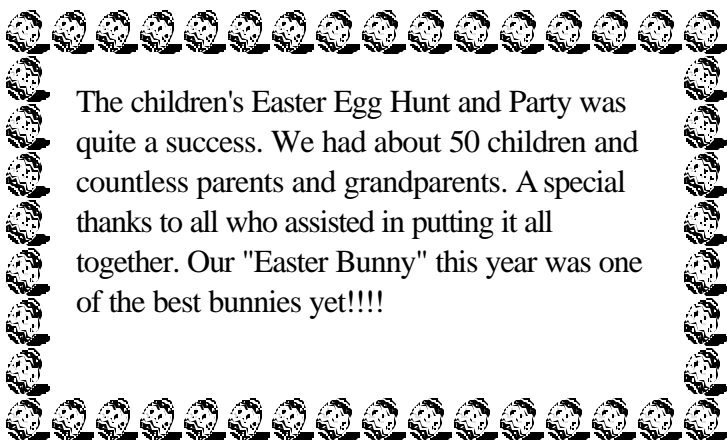 The children's Easter Egg Hunt and Party was
quite a success. We had about 50 children and
countless parents and grandparents. A special
thanks to all who assisted in putting it all
together. Our "Easter Bunny" this year was one
of the best bunnies yet!!!!